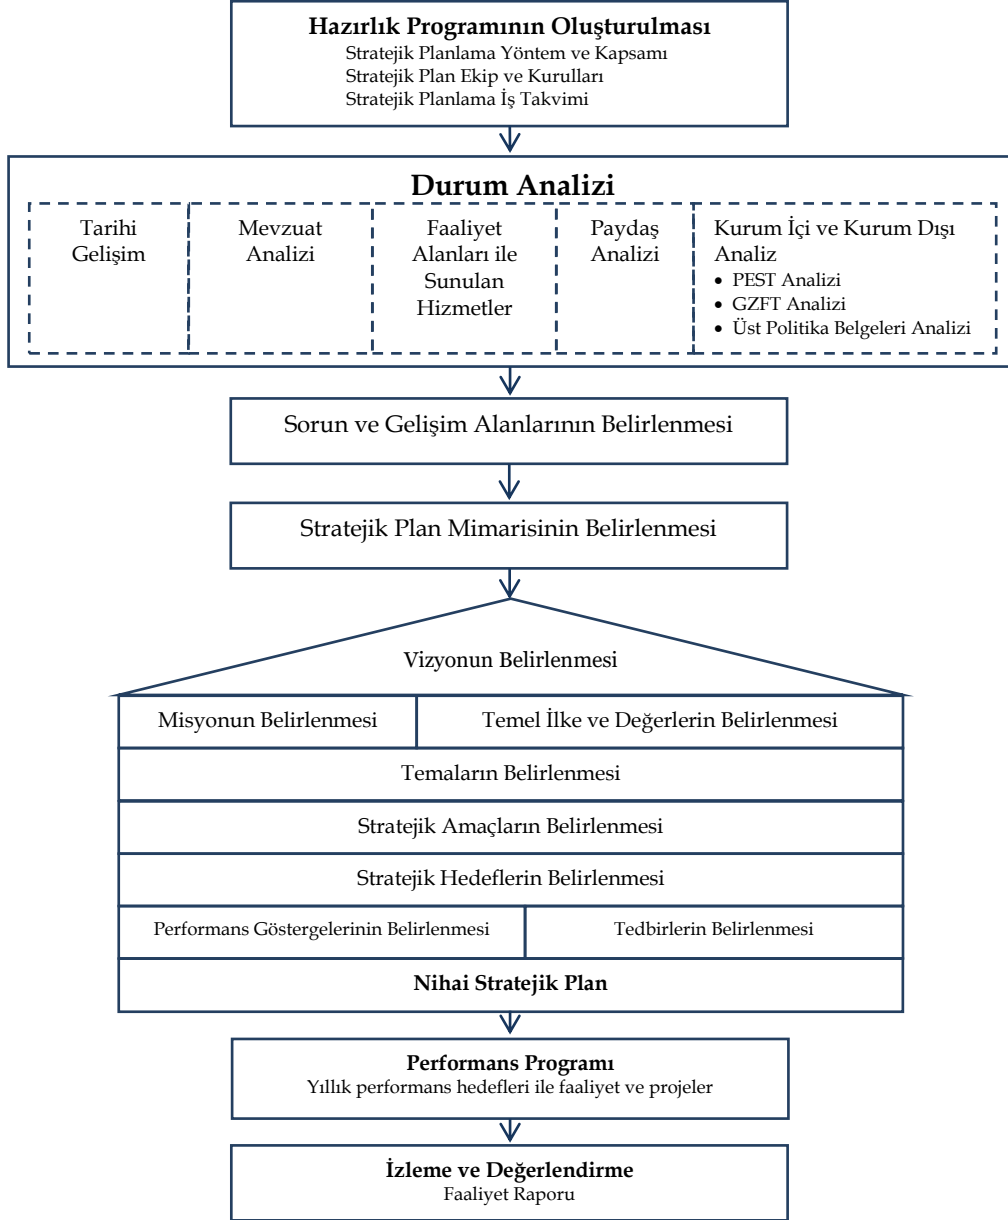 Hazırlık Programının Oluşturulması
Stratejik Planlama Yöntem ve Kapsamı
Stratejik Plan Ekip ve Kurulları
Stratejik Planlama İş Takvimi
Durum Analizi
Tarihi
Gelişim
Mevzuat
Analizi
Faaliyet
Alanları ile
Sunulan
Hizmetler
Paydaş
Analizi
Kurum İçi ve Kurum Dışı
Analiz
• PEST Analizi
• GZFT Analizi
• Üst Politika Belgeleri Analizi
Sorun ve Gelişim Alanlarının Belirlenmesi
Stratejik Plan Mimarisinin Belirlenmesi
Vizyonun Belirlenmesi
Misyonun Belirlenmesi
Temel İlke ve Değerlerin Belirlenmesi
Temaların Belirlenmesi
Stratejik Amaçların Belirlenmesi
Stratejik Hedeflerin Belirlenmesi
Performans Göstergelerinin Belirlenmesi
Tedbirlerin Belirlenmesi
Nihai Stratejik Plan
Performans Programı
Yıllık performans hedefleri ile faaliyet ve projeler
İzleme ve Değerlendirme
Faaliyet Raporu